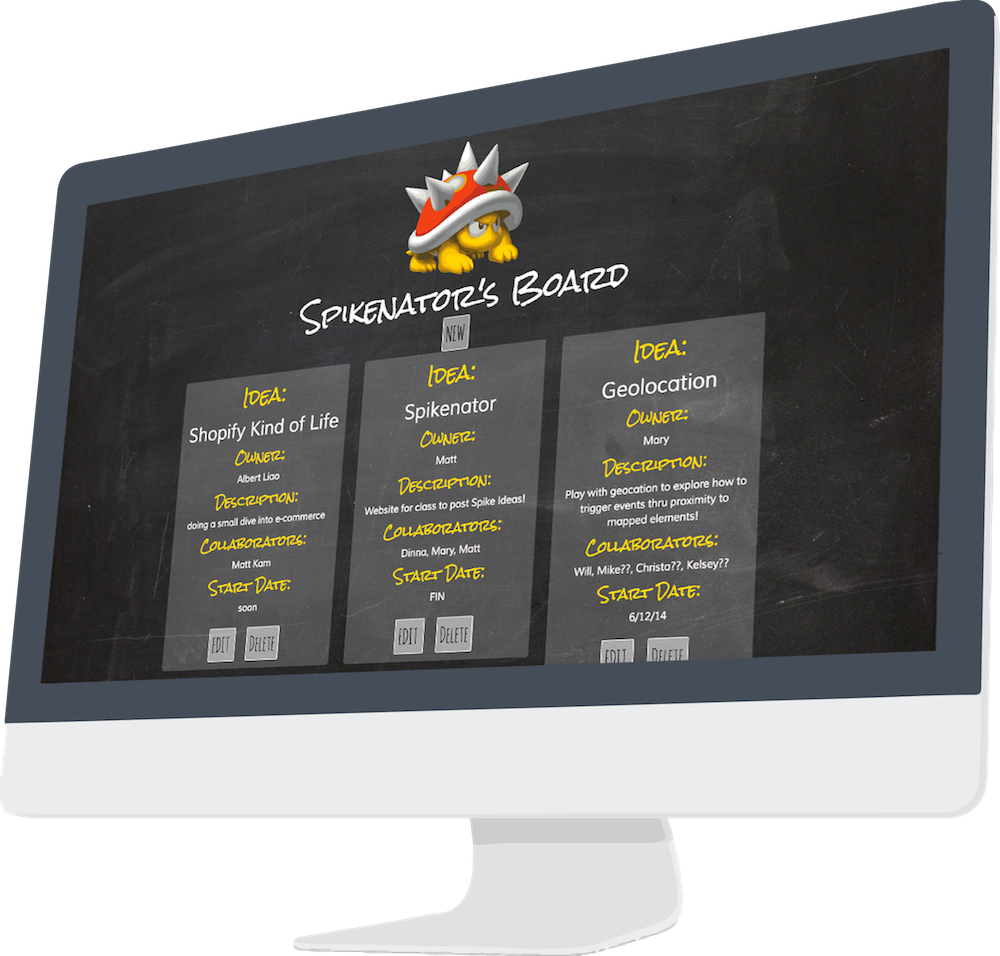 Spikenator's Board
NEW
Idea:
Shopify Kind of Life
Owner:
Albert Liao
Description:
doing a small dive into e-commerce
Collaborators:
Matt Kam
Start Date:
soon
EDIT Delete
Idea:
Spikenator
Owner:
Matt
Description:
Website for class to post Spike Ideas!
Collaborators:
Dinna, Mary, Matt
Start Date:
FIN
EDIT Delete
Idea:
Geolocation
Owner:
Mary
Description:
Play with geocation to explore how to
trigger events thru proximity to
mapped elements!
Collaborators:
Will, Mike??, Christa??, Kelsey??
Start Date:
6/12/14
EDIT Delete